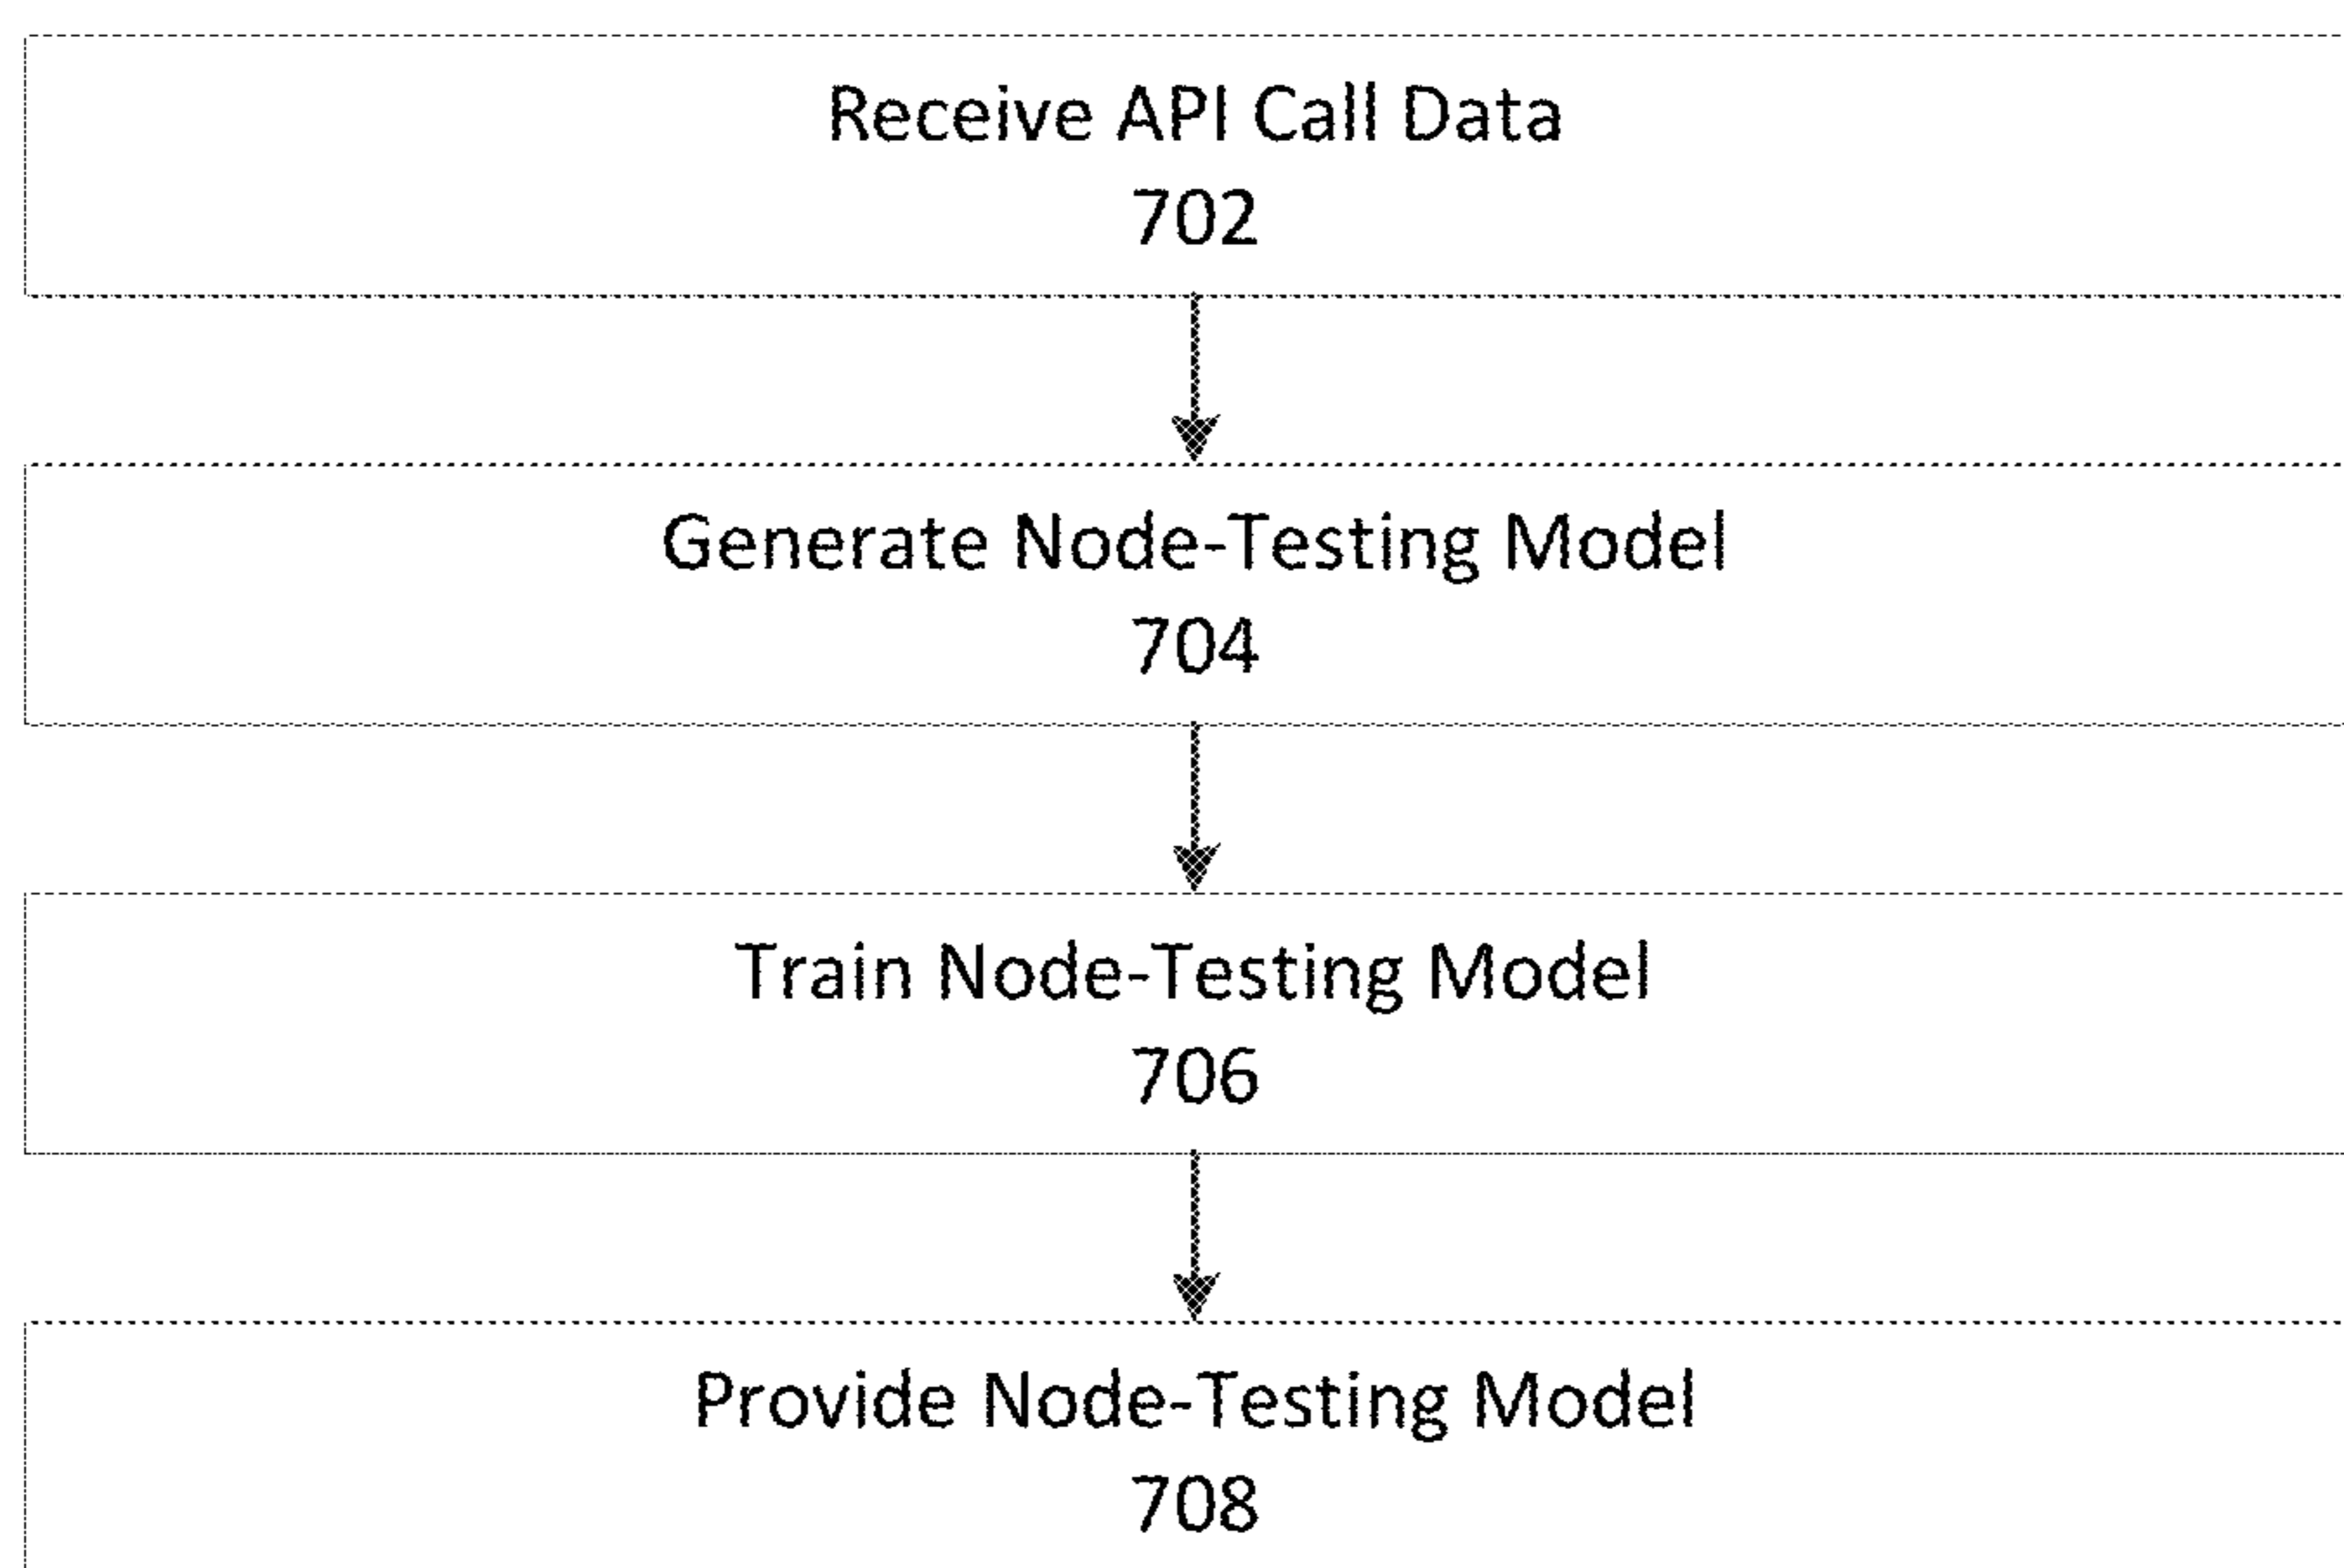 Receive API Call Data
702
Generate Node-Testing Model
704
Train Node-Testing Model
706
Provide Node-Testing Model
708